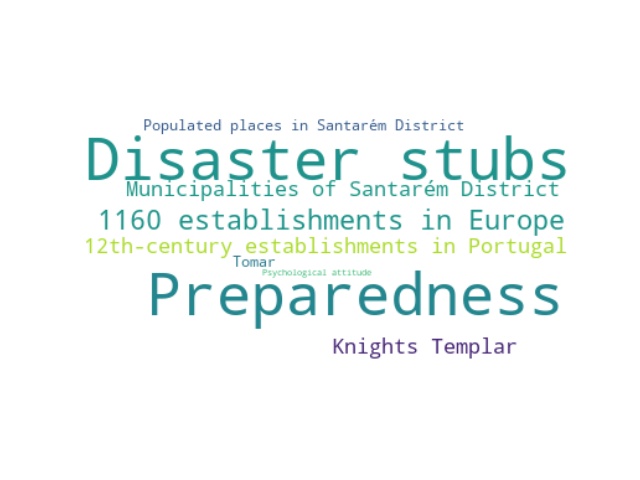 Populated places in Santarém District
Disaster stubs
Municipalities of Santarém District
1160 establishments in Europe
12th-century establishments in Portugal
Tomar
Psychological attitude
Preparedness
Knights Templar